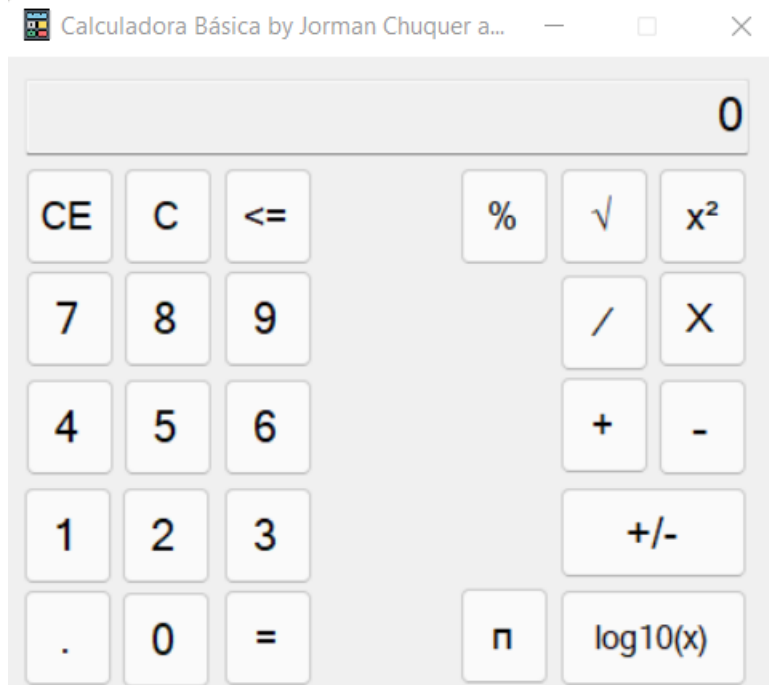 Calculadora Básica by Jorman Chuquer a...
0
CE C <= % √ x²
7 8 9 / X
4 5 6 + -
1 2 3 +/-
. 0 = π log10(x)